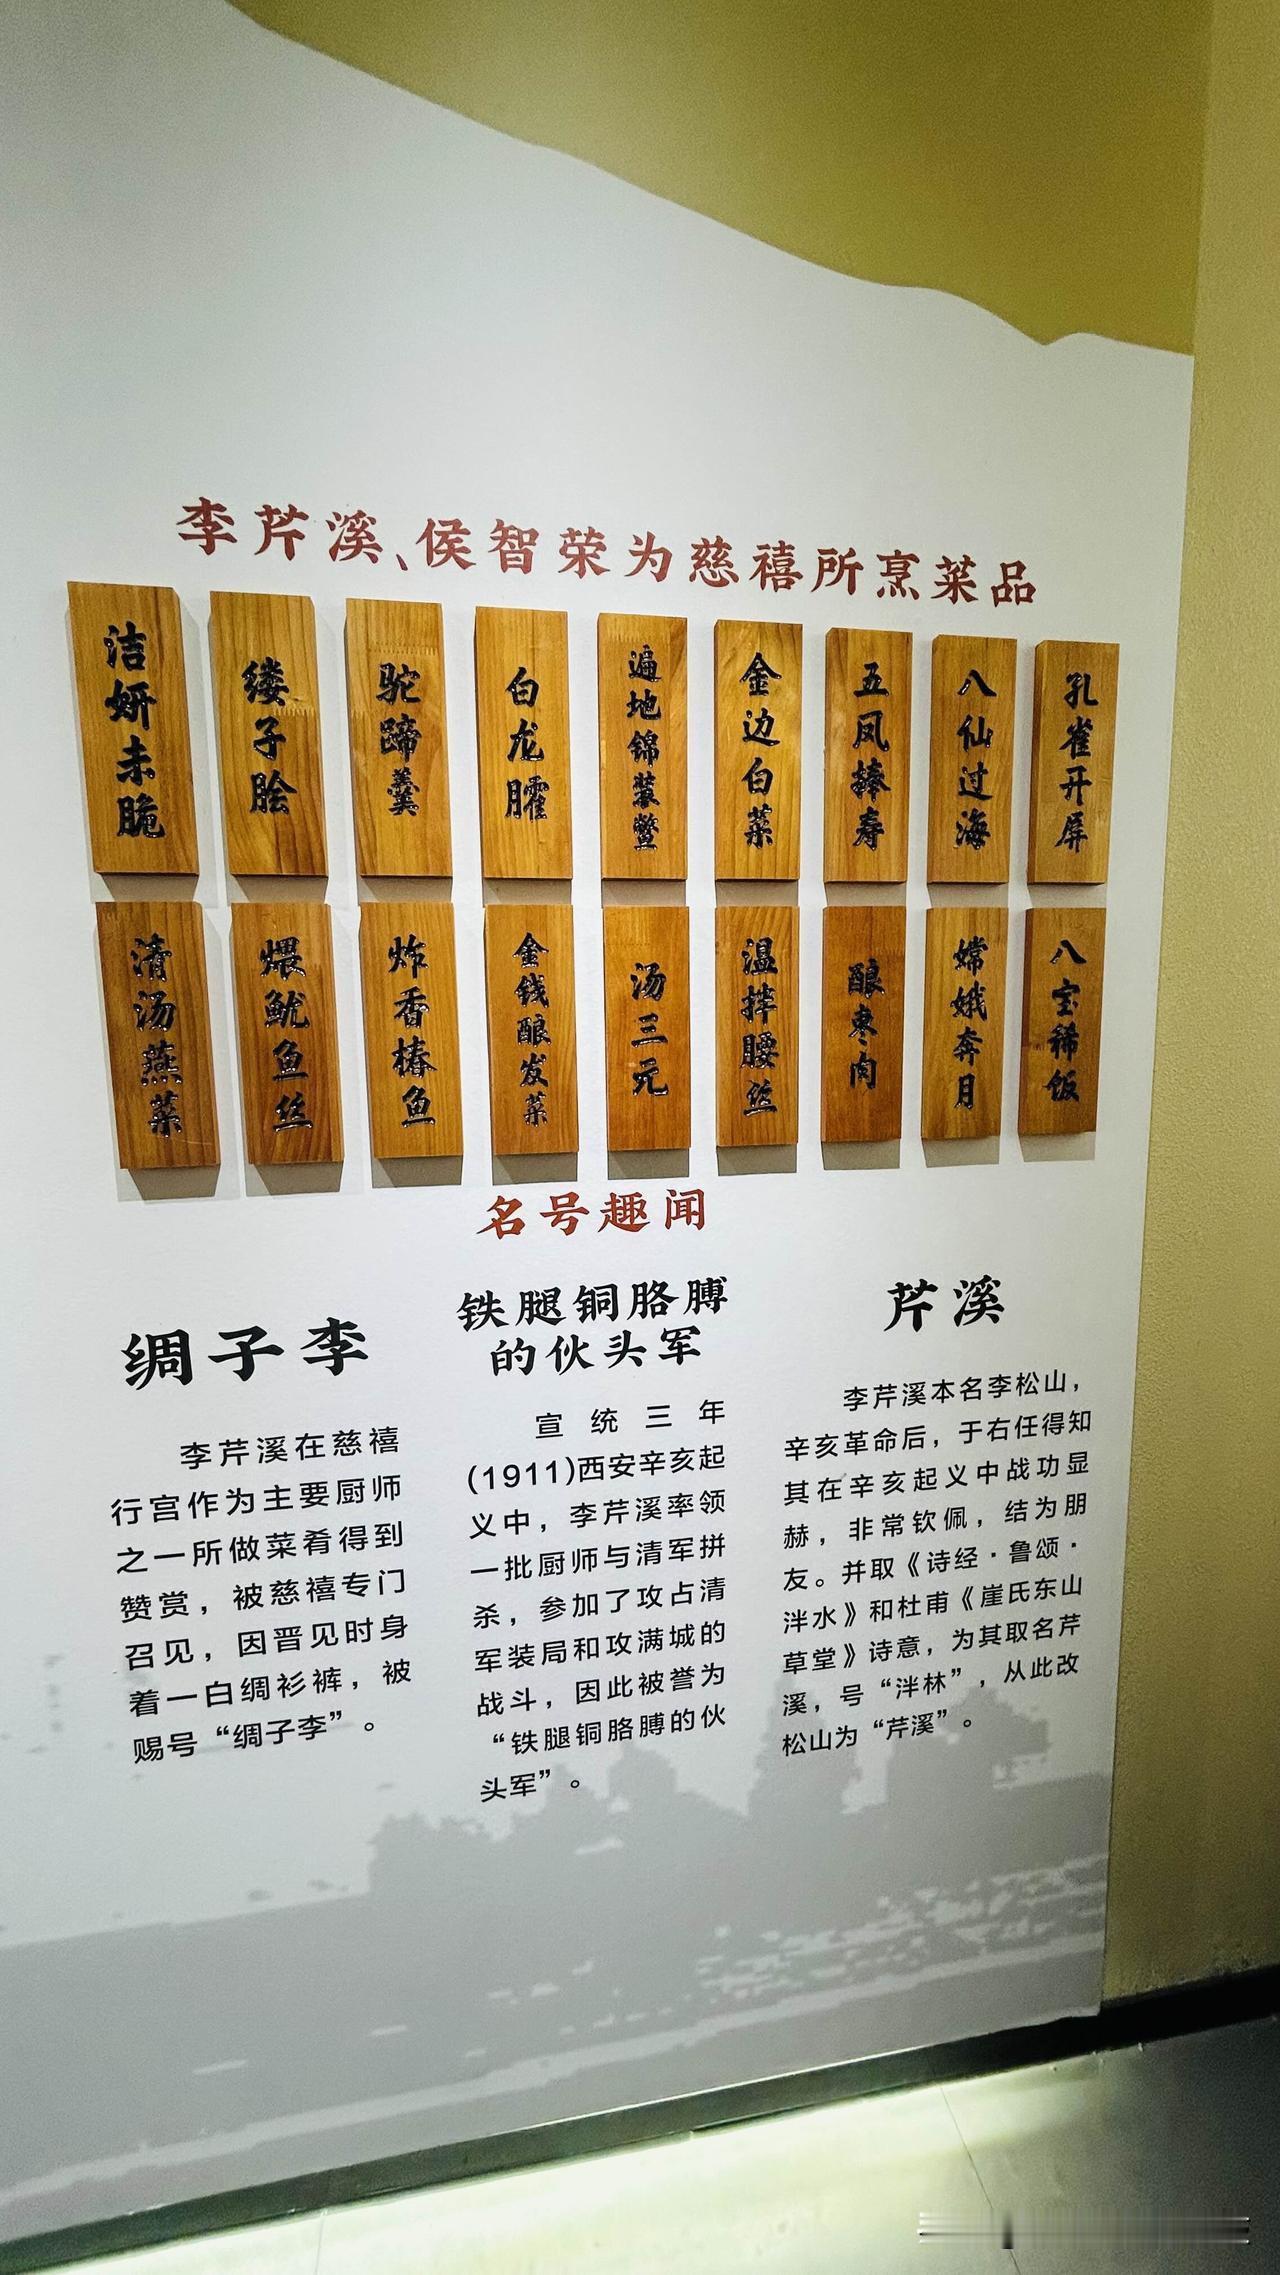 李芹溪、侯智荣为慈禧所烹菜品
洁妍未脆
缕子脍
驼蹄羹
白龙臛
遍地锦装鳖
金边白菜
五凤捧寿
八仙过海
孔雀开屏
清汤燕菜
煨鱿鱼丝
炸香椿鱼
金钱酿发菜
汤三元
温拌腰丝
酿枣肉
嫦娥奔月
八宝稀饭
名号趣闻
绸子李
李芹溪在慈禧
行宫作为主要厨师
之一所做菜肴得到
赞赏，被慈禧专门
召见，因晋见时身
着一白绸衫裤，被
赐号“绸子李”。
铁腿铜胳膊
的伙头军
宣统三年
(1911)西安辛亥起
义中，李芹溪率领
一批厨师与清军拼
杀，参加了攻占清
军装局和攻满城的
战斗，因此被誉为
“铁腿铜胳膊的伙
头军”。
芹溪
李芹溪本名李松山，
辛亥革命后，于右任得知
其在辛亥起义中战功显
赫，非常钦佩，结为朋
友。并取《诗经·鲁颂·
泮水》和杜甫《崖氏东山
草堂》诗意，为其取名芹
溪，号“泮林”，从此改
松山为“芹溪”。